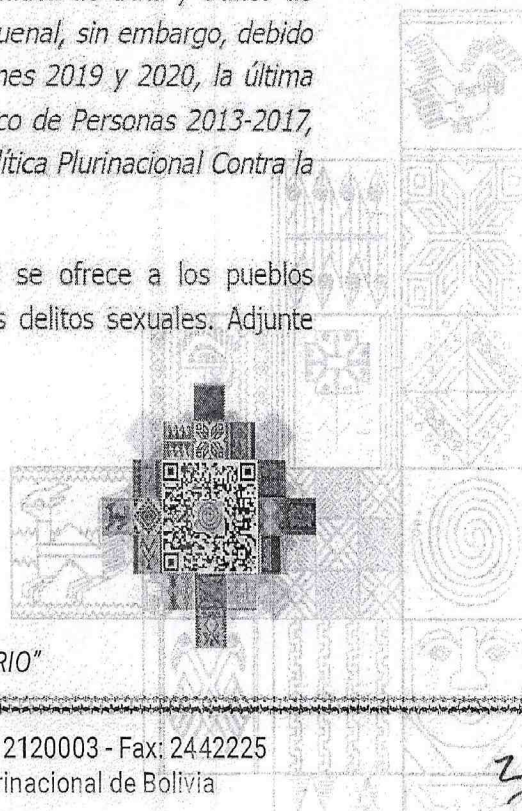 uenal, sin embargo, debido
nes 2019 y 2020, la última
co de Personas 2013-2017,
lítica Plurinacional Contra la
se ofrece a los pueblos
s delitos sexuales. Adjunte
RIO"
2120003 - Fax: 2442225
rinacional de Bolivia